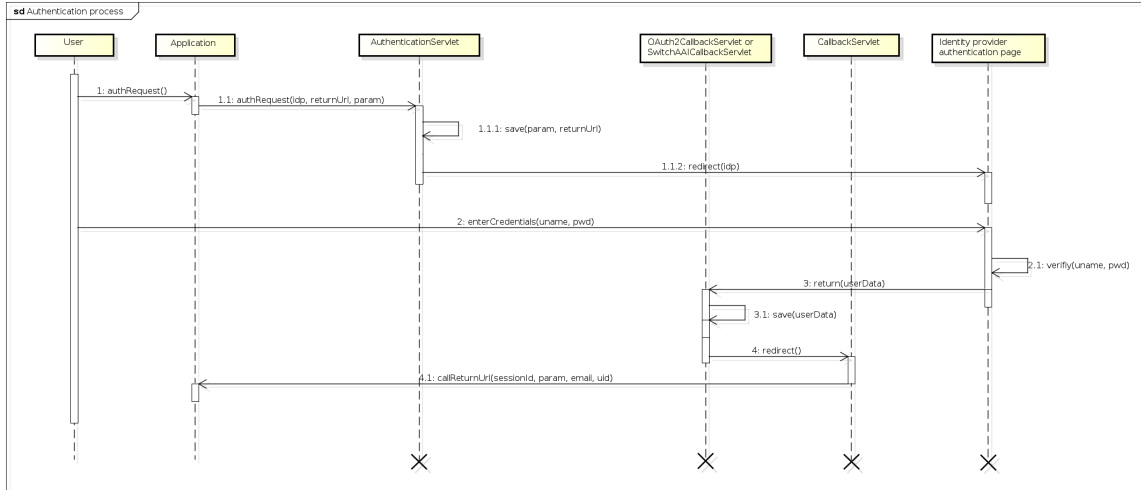 sd Authentication process
User
Application
AuthenticationServlet
OAuth2CallbackServlet or
SwitchAAICallbackServlet
CallbackServlet
Identity provider
authentication page
1: authRequest()
1.1: authRequest(idp, returnUrl, param)
1.1.1: save(param, returnUrl)
1.1.2: redirect(idp)
2: enterCredentials(uname, pwd)
2.1: verifiy(uname, pwd)
3: return(userData)
3.1: save(userData)
4: redirect()
4.1: callReturnUrl(sessionId, param, email, uid)